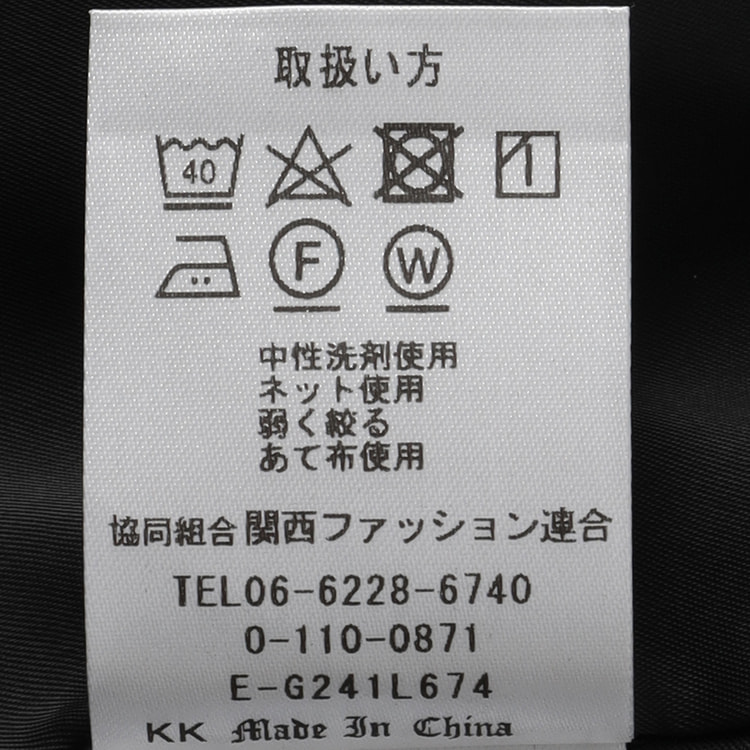 取扱い方
40
F W
中性洗剤使用
ネット使用
弱く絞る
あて布使用
協同組合関西ファッション連合
TEL06-6228-6740
0-110-0871
E-G241L674
KK Made In China